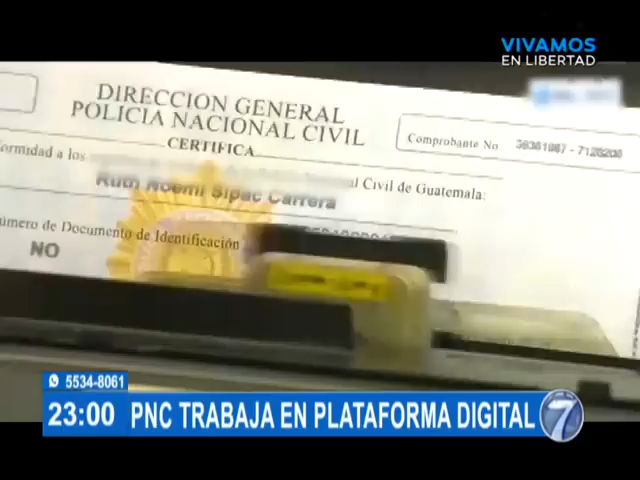 VIVAMOS
EN LIBERTAD
DIRECCION GENERAL
POLICIA NACIONAL CIVIL
CERTIFICA
Comprobante No
ormidad a los
Civil de Guatemala:
Ruth Noemi Sipac Carrera
úmero de Documento de Identificación
NO
5534-8061
23:00 PNC TRABAJA EN PLATAFORMA DIGITAL 7